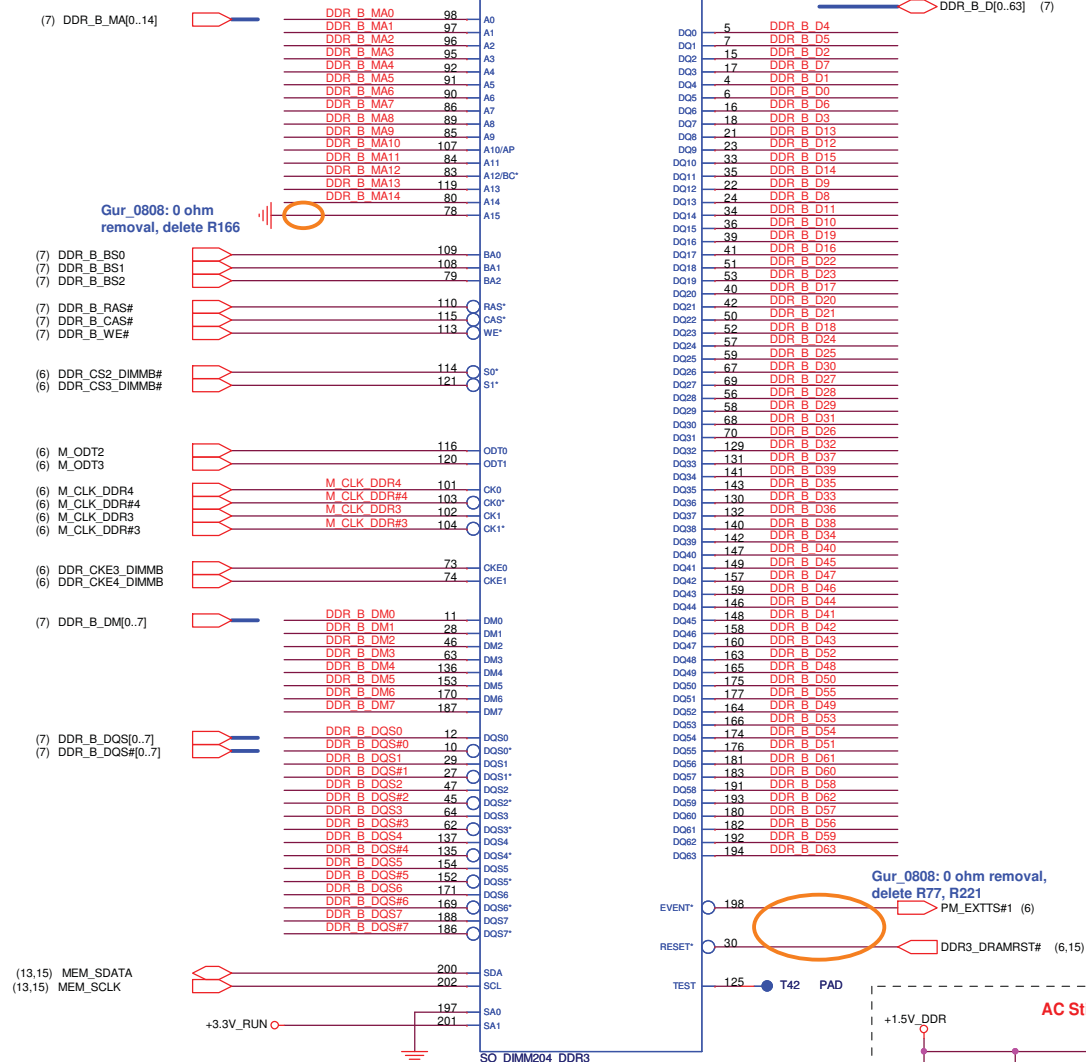 (7) DDR_B_MA[0..14]
DDR_B_MA0 98 A0
DDR_B_MA1 97 A1
DDR_B_MA2 96 A2
DDR_B_MA3 95 A3
DDR_B_MA4 92 A4
DDR_B_MA5 91 A5
DDR_B_MA6 90 A6
DDR_B_MA7 86 A7
DDR_B_MA8 89 A8
DDR_B_MA9 85 A9
DDR_B_MA10 107 A10/AP
DDR_B_MA11 84 A11
DDR_B_MA12 83 A12/BC*
DDR_B_MA13 119 A13
DDR_B_MA14 80 A14
78 A15
Gur_0808: 0 ohm
removal, delete R166
(7) DDR_B_BS0 109 BA0
(7) DDR_B_BS1 108 BA1
(7) DDR_B_BS2 79 BA2
(7) DDR_B_RAS# 110 RAS*
(7) DDR_B_CAS# 115 CAS*
(7) DDR_B_WE# 113 WE*
(6) DDR_CS2_DIMMB# 114 S0*
(6) DDR_CS3_DIMMB# 121 S1*
(6) M_ODT2 116 ODT0
(6) M_ODT3 120 ODT1
(6) M_CLK_DDR4 M_CLK_DDR4 101 CK0
(6) M_CLK_DDR#4 M_CLK_DDR#4 103 CK0*
(6) M_CLK_DDR3 M_CLK_DDR3 102 CK1
(6) M_CLK_DDR#3 M_CLK_DDR#3 104 CK1*
(6) DDR_CKE3_DIMMB 73 CKE0
(6) DDR_CKE4_DIMMB 74 CKE1
(7) DDR_B_DM[0..7]
DDR_B_DM0 11 DM0
DDR_B_DM1 28 DM1
DDR_B_DM2 46 DM2
DDR_B_DM3 63 DM3
DDR_B_DM4 136 DM4
DDR_B_DM5 153 DM5
DDR_B_DM6 170 DM6
DDR_B_DM7 187 DM7
(7) DDR_B_DQS[0..7]
(7) DDR_B_DQS#[0..7]
DDR_B_DQS0 12 DQS0
DDR_B_DQS#0 10 DQS0*
DDR_B_DQS1 29 DQS1
DDR_B_DQS#1 27 DQS1*
DDR_B_DQS2 47 DQS2
DDR_B_DQS#2 45 DQS2*
DDR_B_DQS3 64 DQS3
DDR_B_DQS#3 62 DQS3*
DDR_B_DQS4 137 DQS4
DDR_B_DQS#4 135 DQS4*
DDR_B_DQS5 154 DQS5
DDR_B_DQS#5 152 DQS5*
DDR_B_DQS6 171 DQS6
DDR_B_DQS#6 169 DQS6*
DDR_B_DQS7 188 DQS7
DDR_B_DQS#7 186 DQS7*
(13,15) MEM_SDATA 200 SDA
(13,15) MEM_SCLK 202 SCL
197 SA0
+3.3V_RUN 201 SA1
SO_DIMM204_DDR3
DDR_B_D[0..63] (7)
DQ0 5 DDR_B_D4
DQ1 7 DDR_B_D5
DQ2 15 DDR_B_D2
DQ3 17 DDR_B_D7
DQ4 4 DDR_B_D1
DQ5 6 DDR_B_D0
DQ6 16 DDR_B_D6
DQ7 18 DDR_B_D3
DQ8 21 DDR_B_D13
DQ9 23 DDR_B_D12
DQ10 33 DDR_B_D15
DQ11 35 DDR_B_D14
DQ12 22 DDR_B_D9
DQ13 24 DDR_B_D8
DQ14 34 DDR_B_D11
DQ15 36 DDR_B_D10
DQ16 39 DDR_B_D19
DQ17 41 DDR_B_D16
DQ18 51 DDR_B_D22
DQ19 53 DDR_B_D23
DQ20 40 DDR_B_D17
DQ21 42 DDR_B_D20
DQ22 50 DDR_B_D21
DQ23 52 DDR_B_D18
DQ24 57 DDR_B_D24
DQ25 59 DDR_B_D25
DQ26 67 DDR_B_D30
DQ27 69 DDR_B_D27
DQ28 56 DDR_B_D28
DQ29 58 DDR_B_D29
DQ30 68 DDR_B_D31
DQ31 70 DDR_B_D26
DQ32 129 DDR_B_D32
DQ33 131 DDR_B_D37
DQ34 141 DDR_B_D39
DQ35 143 DDR_B_D35
DQ36 130 DDR_B_D33
DQ37 132 DDR_B_D36
DQ38 140 DDR_B_D38
DQ39 142 DDR_B_D34
DQ40 147 DDR_B_D40
DQ41 149 DDR_B_D45
DQ42 157 DDR_B_D47
DQ43 159 DDR_B_D46
DQ44 146 DDR_B_D44
DQ45 148 DDR_B_D41
DQ46 158 DDR_B_D42
DQ47 160 DDR_B_D43
DQ48 163 DDR_B_D52
DQ49 165 DDR_B_D48
DQ50 175 DDR_B_D50
DQ51 177 DDR_B_D55
DQ52 164 DDR_B_D49
DQ53 166 DDR_B_D53
DQ54 174 DDR_B_D54
DQ55 176 DDR_B_D51
DQ56 181 DDR_B_D61
DQ57 183 DDR_B_D60
DQ58 191 DDR_B_D58
DQ59 193 DDR_B_D62
DQ60 180 DDR_B_D57
DQ61 182 DDR_B_D56
DQ62 192 DDR_B_D59
DQ63 194 DDR_B_D63
Gur_0808: 0 ohm removal,
delete R77, R221
EVENT* 198 PM_EXTTS#1 (6)
RESET* 30 DDR3_DRAMRST# (6,15)
TEST 125 T42 PAD
AC St
+1.5V_DDR